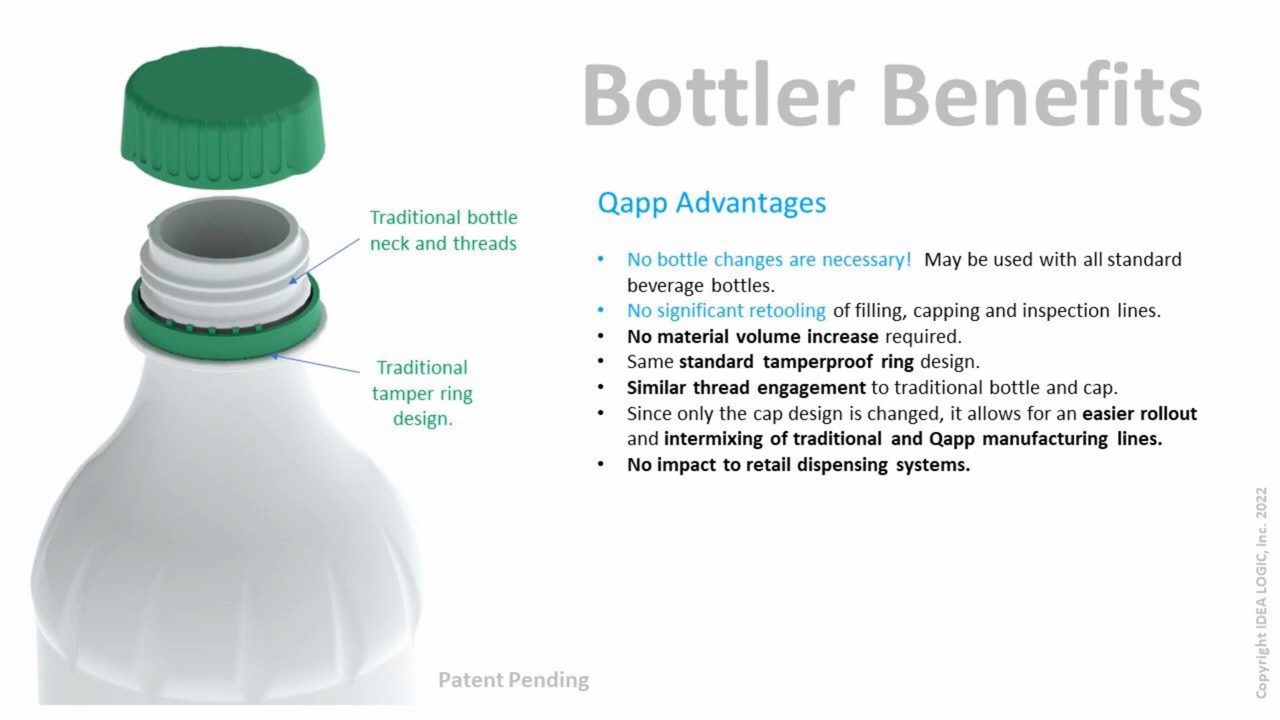 Bottler Benefits
Traditional bottle
neck and threads
Traditional
tamper ring
design.
Qapp Advantages
• No bottle changes are necessary! May be used with all standard
beverage bottles.
• No significant retooling of filling, capping and inspection lines.
• No material volume increase required.
• Same standard tamperproof ring design.
• Similar thread engagement to traditional bottle and cap.
• Since only the cap design is changed, it allows for an easier rollout
and intermixing of traditional and Qapp manufacturing lines.
• No impact to retail dispensing systems.
Patent Pending
Copyright IDEA LOGIC, Inc. 2022